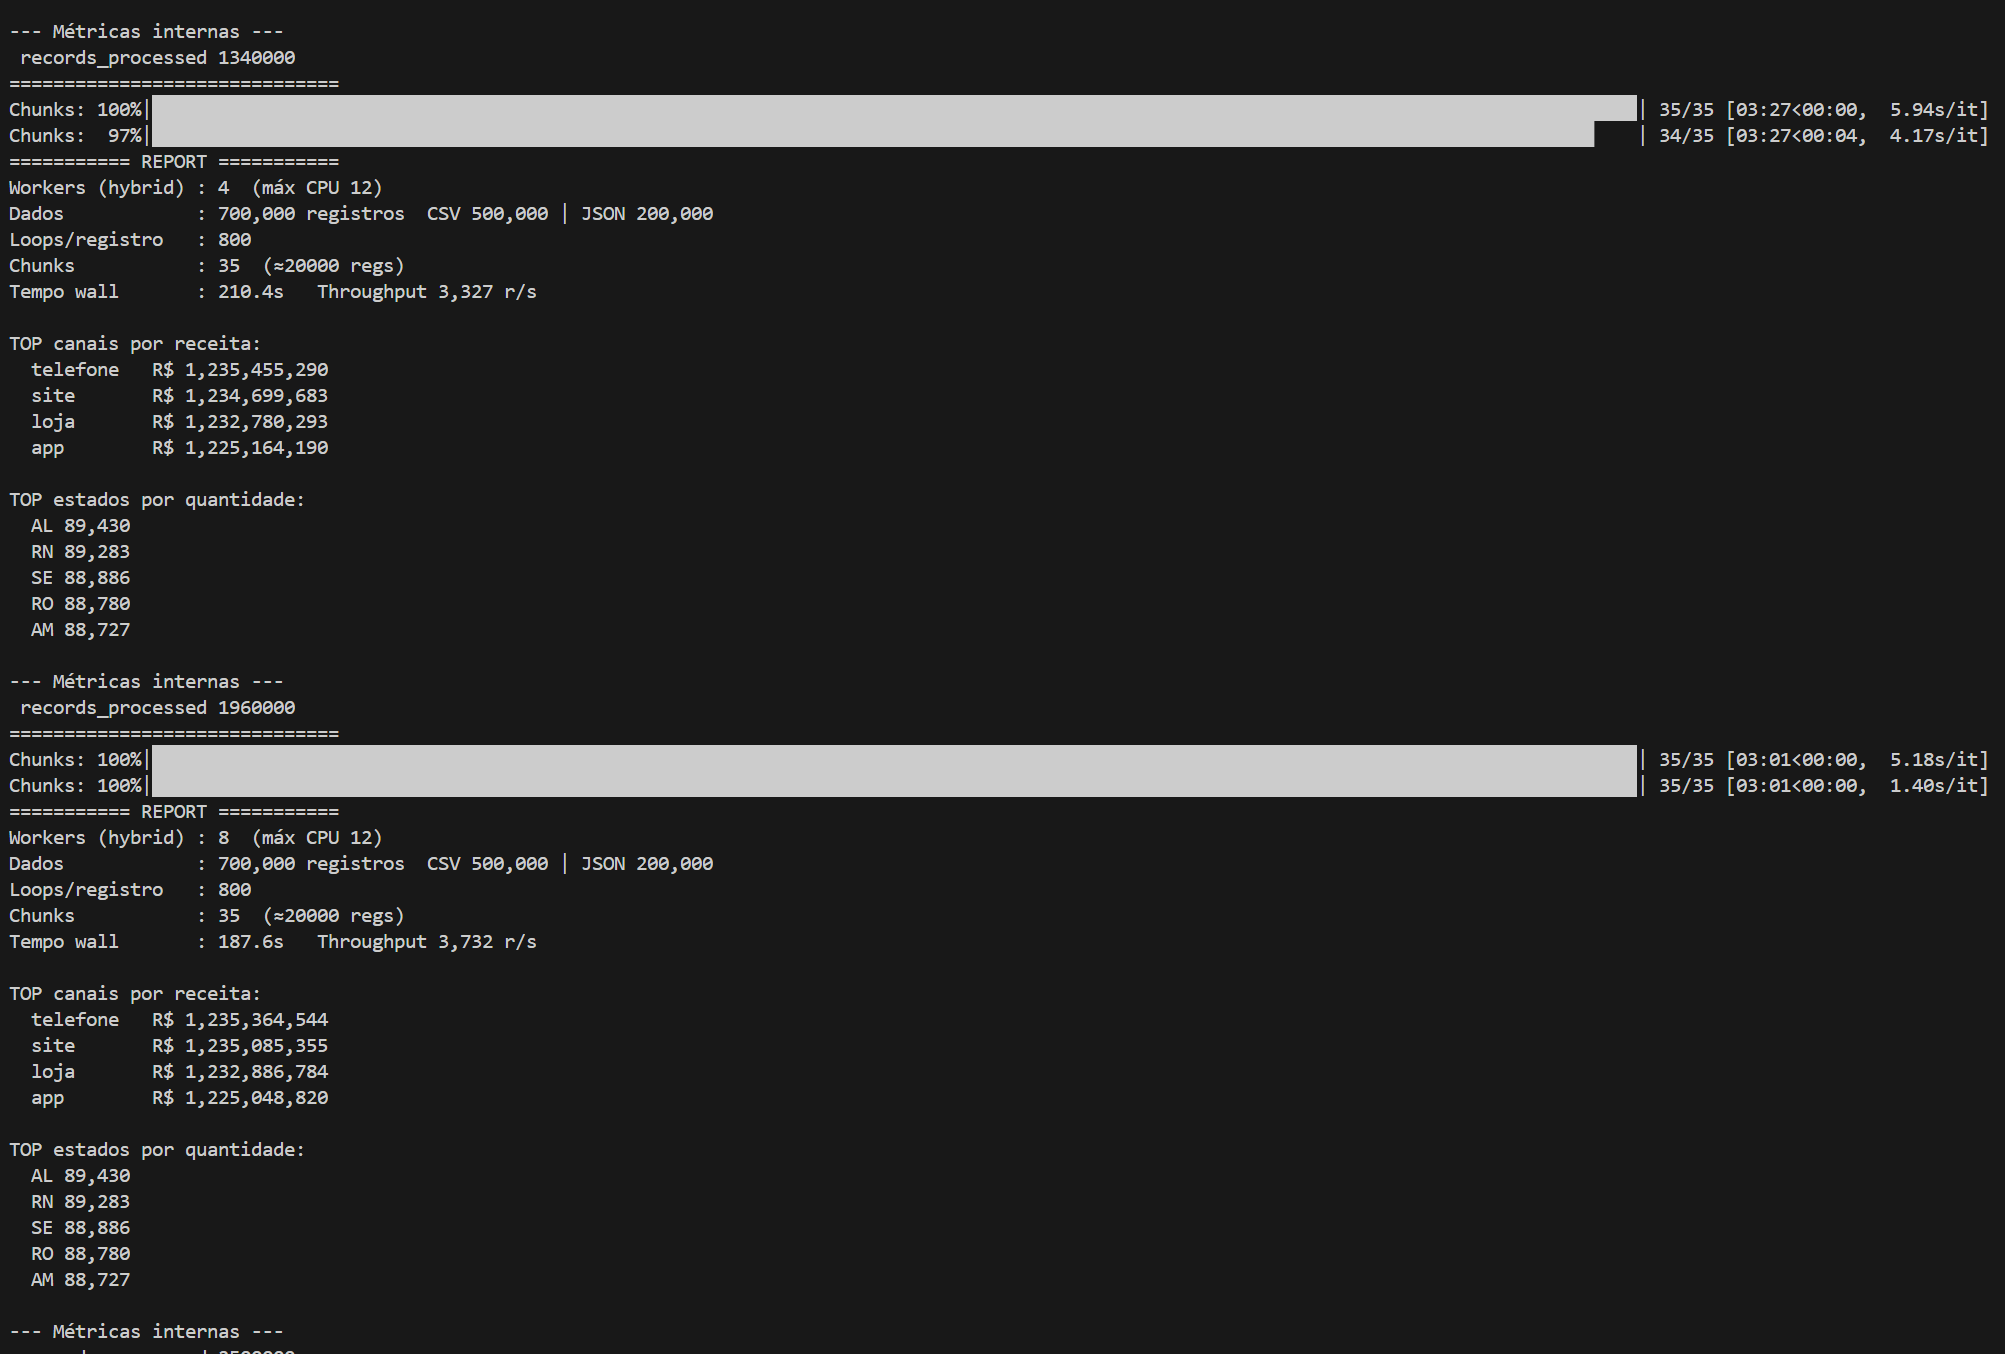 --- Métricas internas ---
 records_processed 1340000
==============================
Chunks: 100%| | 35/35 [03:27<00:00,  5.94s/it]
Chunks:  97%| | 34/35 [03:27<00:04,  4.17s/it]
=========== REPORT ===========
Workers (hybrid) : 4  (máx CPU 12)
Dados            : 700,000 registros  CSV 500,000 | JSON 200,000
Loops/registro   : 800
Chunks           : 35  (≈20000 regs)
Tempo wall       : 210.4s   Throughput 3,327 r/s
TOP canais por receita:
  telefone   R$ 1,235,455,290
  site       R$ 1,234,699,683
  loja       R$ 1,232,780,293
  app        R$ 1,225,164,190
TOP estados por quantidade:
  AL 89,430
  RN 89,283
  SE 88,886
  RO 88,780
  AM 88,727
--- Métricas internas ---
 records_processed 1960000
==============================
Chunks: 100%| | 35/35 [03:01<00:00,  5.18s/it]
Chunks: 100%| | 35/35 [03:01<00:00,  1.40s/it]
=========== REPORT ===========
Workers (hybrid) : 8  (máx CPU 12)
Dados            : 700,000 registros  CSV 500,000 | JSON 200,000
Loops/registro   : 800
Chunks           : 35  (≈20000 regs)
Tempo wall       : 187.6s   Throughput 3,732 r/s
TOP canais por receita:
  telefone   R$ 1,235,364,544
  site       R$ 1,235,085,355
  loja       R$ 1,232,886,784
  app        R$ 1,225,048,820
TOP estados por quantidade:
  AL 89,430
  RN 89,283
  SE 88,886
  RO 88,780
  AM 88,727
--- Métricas internas ---